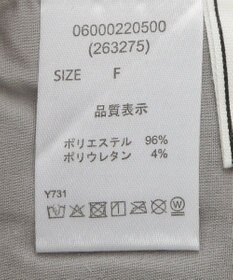 06000220500
(263275)
SIZE F
品質表示
ポリエステル 96%
ポリウレタン 4%
Y731